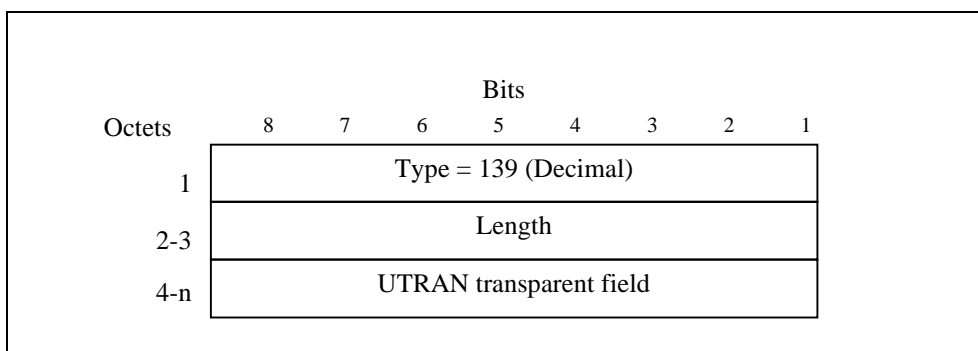 Bits
Octets 8 7 6 5 4 3 2 1
1 Type = 139 (Decimal)
2-3 Length
4-n UTRAN transparent field